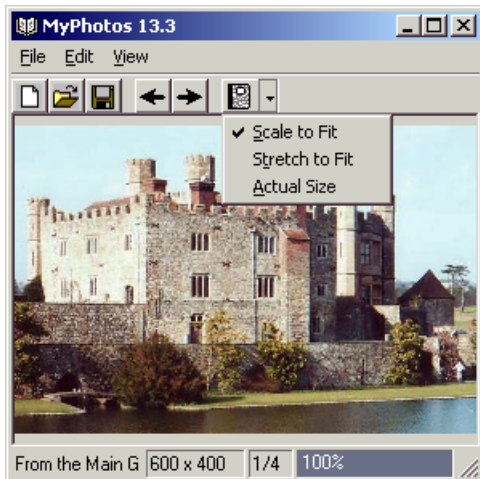 MyPhotos 13.3
File Edit View
Scale to Fit
Stretch to Fit
Actual Size
From the Main G 600 x 400 1/4 100%